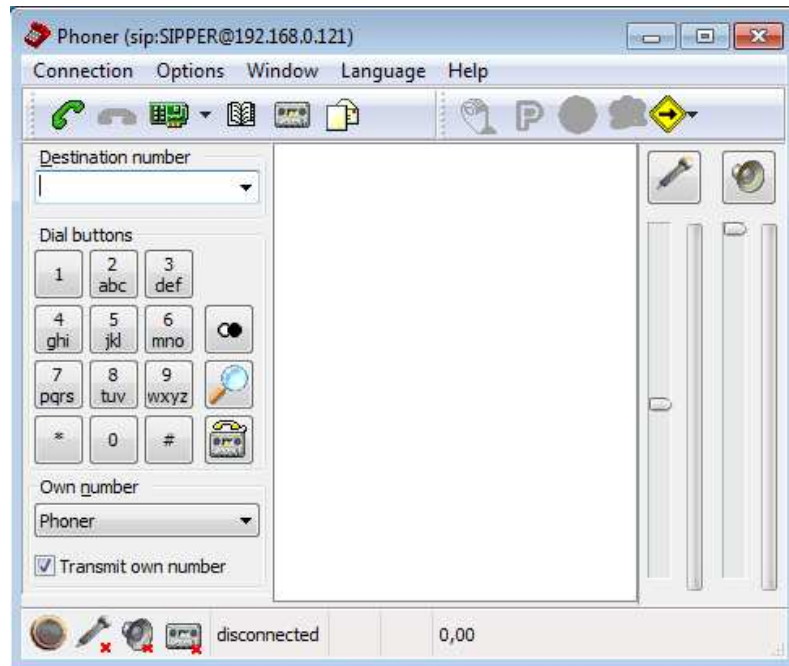 Phoner (sip:SIPPER@192.168.0.121)
Connection Options Window Language Help
P
Destination number
Dial buttons
1
2
abc
3
def
4
ghi
5
jkl
6
mno
7
pqrs
8
tuv
9
wxyz
*
0
#
Own number
Phoner
Transmit own number
disconnected
0,00